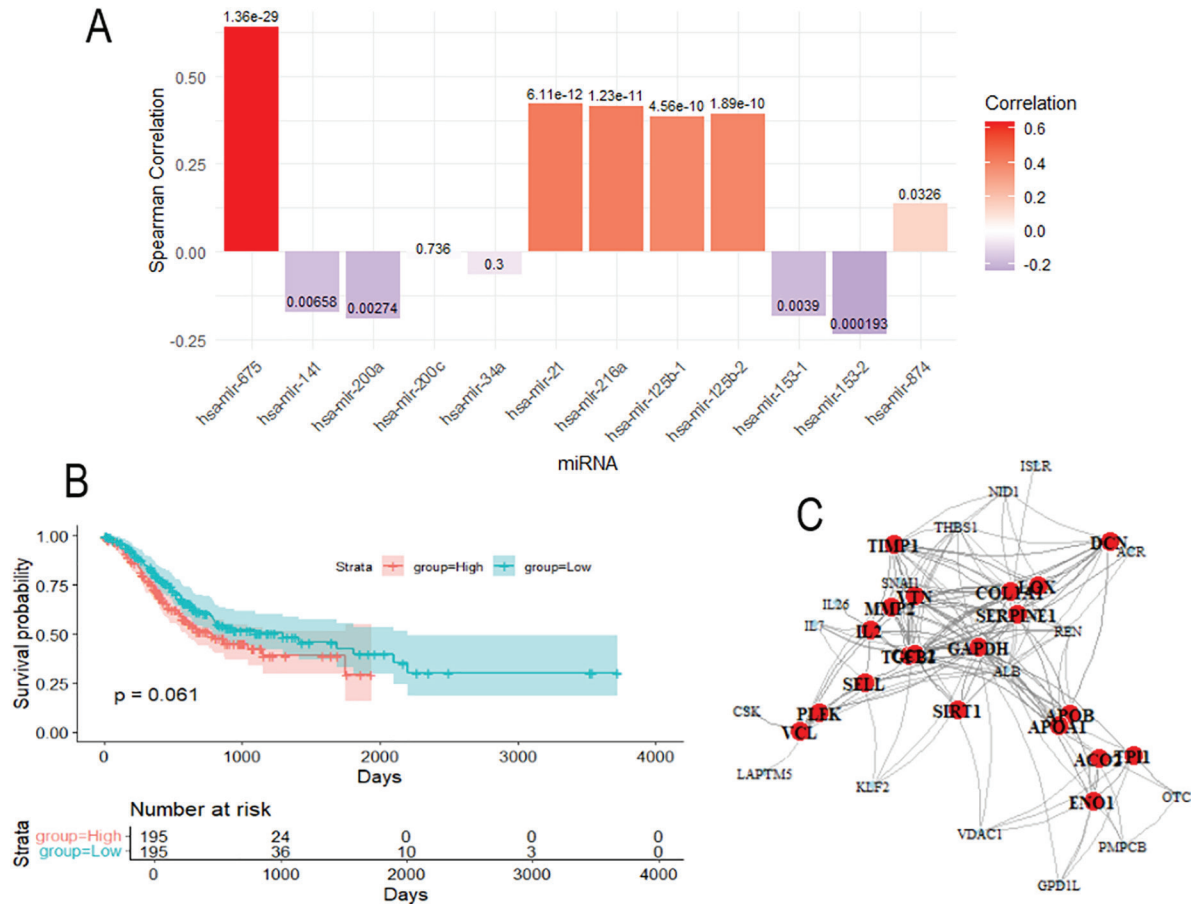 A
1.36e-29
6.11e-12
1.23e-11
4.56e-10
1.89e-10
0.0326
0.736
0.3
0.00658
0.00274
0.0039
0.000193
0.50
0.25
0.00
-0.25
Spearman Correlation
hsa-mir-675
hsa-mir-141
hsa-mir-200a
hsa-mir-200c
hsa-mir-34a
hsa-mir-21
hsa-mir-216a
hsa-mir-125b-1
hsa-mir-125b-2
hsa-mir-153-1
hsa-mir-153-2
hsa-mir-874
miRNA
Correlation
0.6
0.4
0.2
0.0
-0.2
B
0 1000 2000 3000 4000
1.00
0.75
0.50
0.25
0.00
Survival probability
Strata group=High group=Low
p = 0.061
0 1000 2000 3000 4000
Days
Number at risk
Strata
group=High 195 24 0 0 0
group=Low 195 36 10 3 0
0 1000 2000 3000 4000
Days
C
ISLR
NID1
THBS1
DCN
TIMP1
ACR
SNAI1
LOX
COL1A1
VTN
IL26
MMP2
SERPINE1
IL7
IL2
REN
GAPDH
ALB
SELL
CSK
PLEK
SIRT1
APOB
APOA1
VCL
ACO2
TPI1
LAPTM5
KLF2
OTC
ENO1
VDAC1
PMPCB
GPD1L